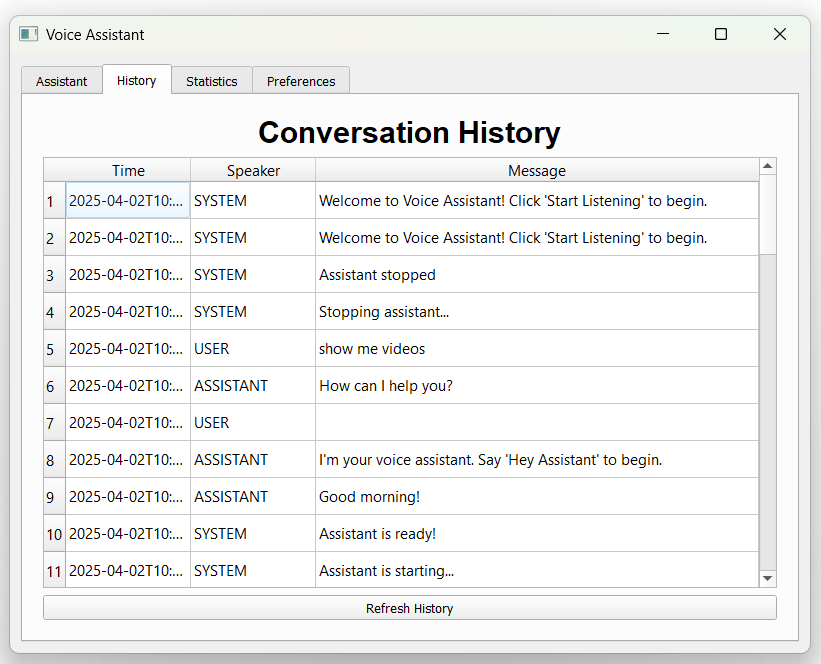 Voice Assistant
Assistant History Statistics Preferences
Conversation History
Time Speaker Message
1 2025-04-02T10:... SYSTEM Welcome to Voice Assistant! Click 'Start Listening' to begin.
2 2025-04-02T10:... SYSTEM Welcome to Voice Assistant! Click 'Start Listening' to begin.
3 2025-04-02T10:... SYSTEM Assistant stopped
4 2025-04-02T10:... SYSTEM Stopping assistant...
5 2025-04-02T10:... USER show me videos
6 2025-04-02T10:... ASSISTANT How can I help you?
7 2025-04-02T10:... USER
8 2025-04-02T10:... ASSISTANT I'm your voice assistant. Say 'Hey Assistant' to begin.
9 2025-04-02T10:... ASSISTANT Good morning!
10 2025-04-02T10:... SYSTEM Assistant is ready!
11 2025-04-02T10:... SYSTEM Assistant is starting...
Refresh History